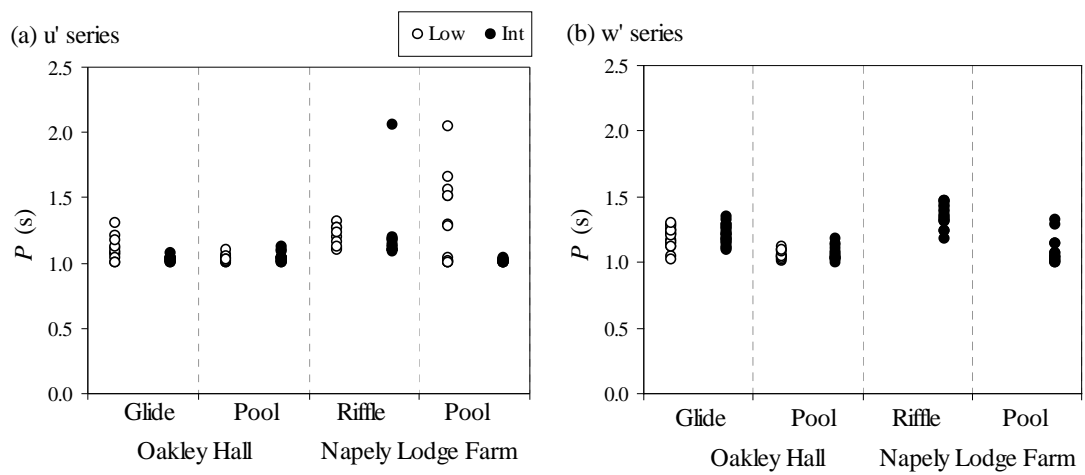 (a) u' series
Low Int
(b) w' series
2.5
2.0
1.5
1.0
0.5
0.0
P (s)
Glide Pool Riffle Pool
Oakley Hall Napely Lodge Farm
2.5
2.0
1.5
1.0
0.5
0.0
P (s)
Glide Pool Riffle Pool
Oakley Hall Napely Lodge Farm